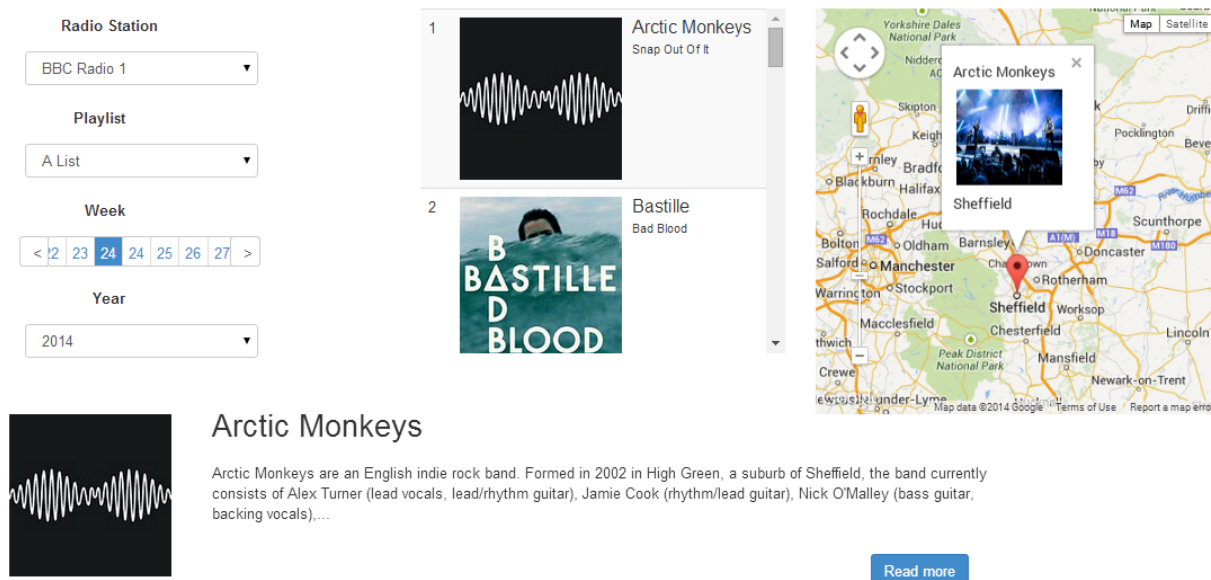 Radio Station
BBC Radio 1
Playlist
A List
Week
< 22 23 24 24 25 26 27 >
Year
2014
1
Arctic Monkeys
Snap Out Of It
2
Bastille
Bad Blood
B
BASTILLE
D
BLOOD
Yorkshire Dales
National Park
Map
Satellite
Arctic Monkeys
×
Skipton
Pocklington
Blackburn
Halifax
Sheffield
M62
Rochdale
Scunthorpe
Bolton
M62
Oldham
Barnsley
A1(M)
M18
M180
Doncaster
Salford
Manchester
Rotherham
Warrington
Stockport
Sheffield
Worksop
Macclesfield
Chesterfield
Lincoln
Peak District
National Park
Mansfield
Crewe
Newark-on-Trent
Map data ©2014 Google
Terms of Use
Report a map erro
Arctic Monkeys
Arctic Monkeys are an English indie rock band. Formed in 2002 in High Green, a suburb of Sheffield, the band currently
consists of Alex Turner (lead vocals, lead/rhythm guitar), Jamie Cook (rhythm/lead guitar), Nick O'Malley (bass guitar,
backing vocals),...
Read more